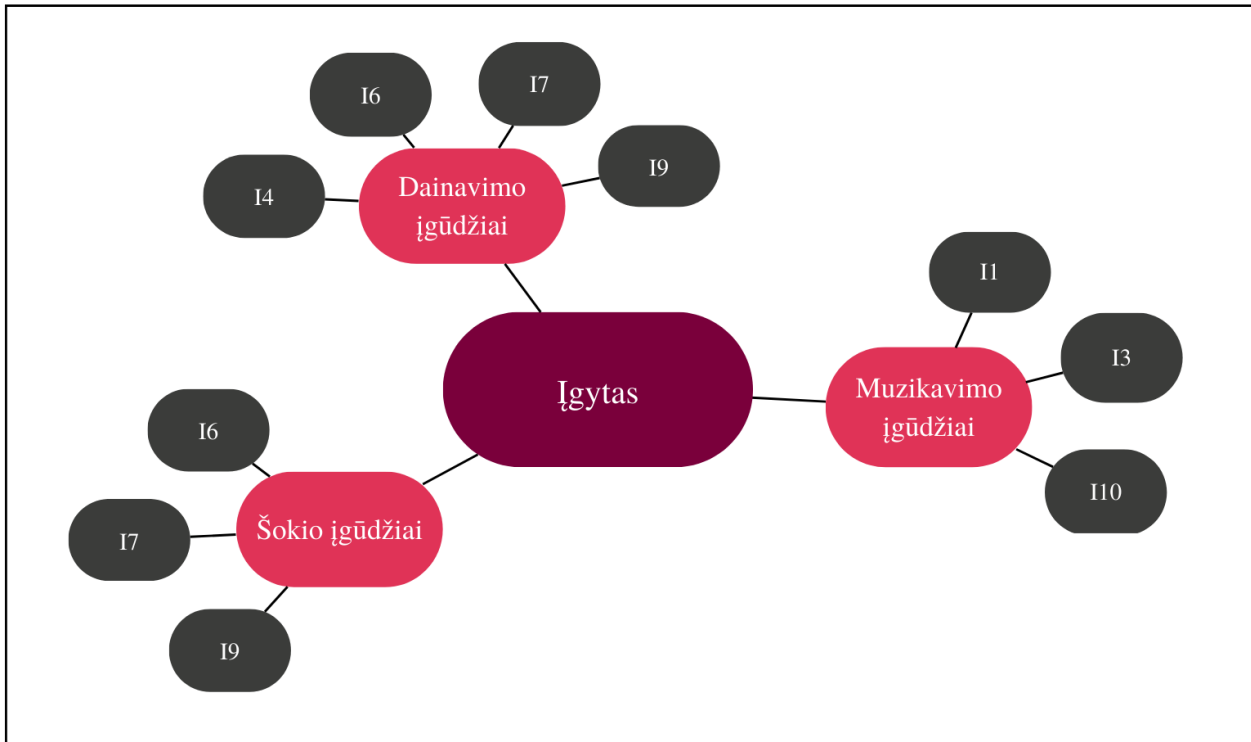 I6
I7
I4
Dainavimo
įgūdžiai
I9
I1
Įgytas
Muzikavimo
įgūdžiai
I3
I10
I6
Šokio įgūdžiai
I7
I9